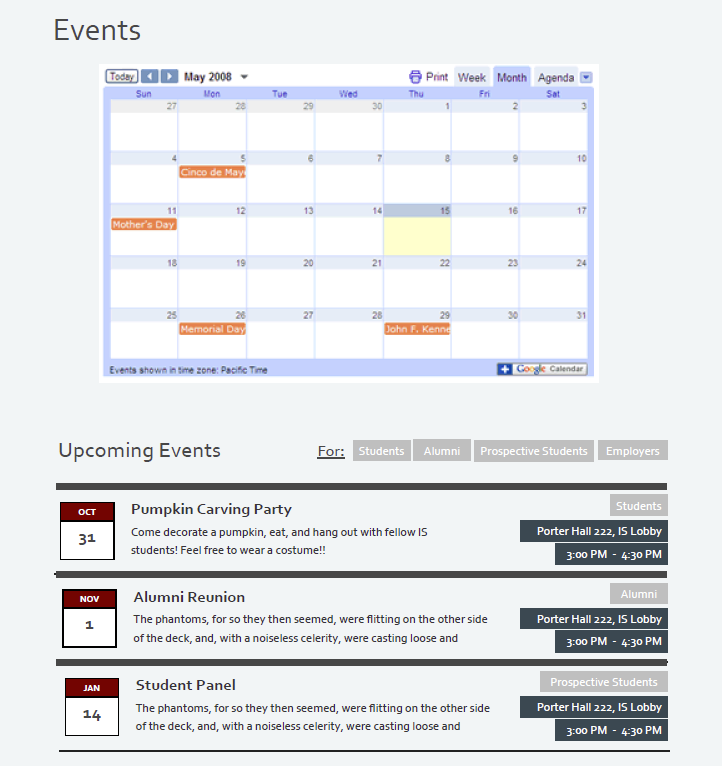 Events
Today May 2008 Print Week Month Agenda
Sun Mon Tue Wed Thu Fri Sat
27 28 29 30 1 2 3
4 5 6 7 8 9 10
Cinco de Mayo
11 12 13 14 15 16 17
Mother's Day
18 19 20 21 22 23 24
25 26 27 28 29 30 31
Memorial Day John F. Kenne
Events shown in time zone: Pacific Time Google Calendar
Upcoming Events For: Students Alumni Prospective Students Employers
OCT
31
Pumpkin Carving Party
Come decorate a pumpkin, eat, and hang out with fellow IS
students! Feel free to wear a costume!!
Students
Porter Hall 222, IS Lobby
3:00 PM - 4:30 PM
NOV
1
Alumni Reunion
The phantoms, for so they then seemed, were flitting on the other side
of the deck, and, with a noiseless celerity, were casting loose and
Alumni
Porter Hall 222, IS Lobby
3:00 PM - 4:30 PM
JAN
14
Student Panel
The phantoms, for so they then seemed, were flitting on the other side
of the deck, and, with a noiseless celerity, were casting loose and
Prospective Students
Porter Hall 222, IS Lobby
3:00 PM - 4:30 PM